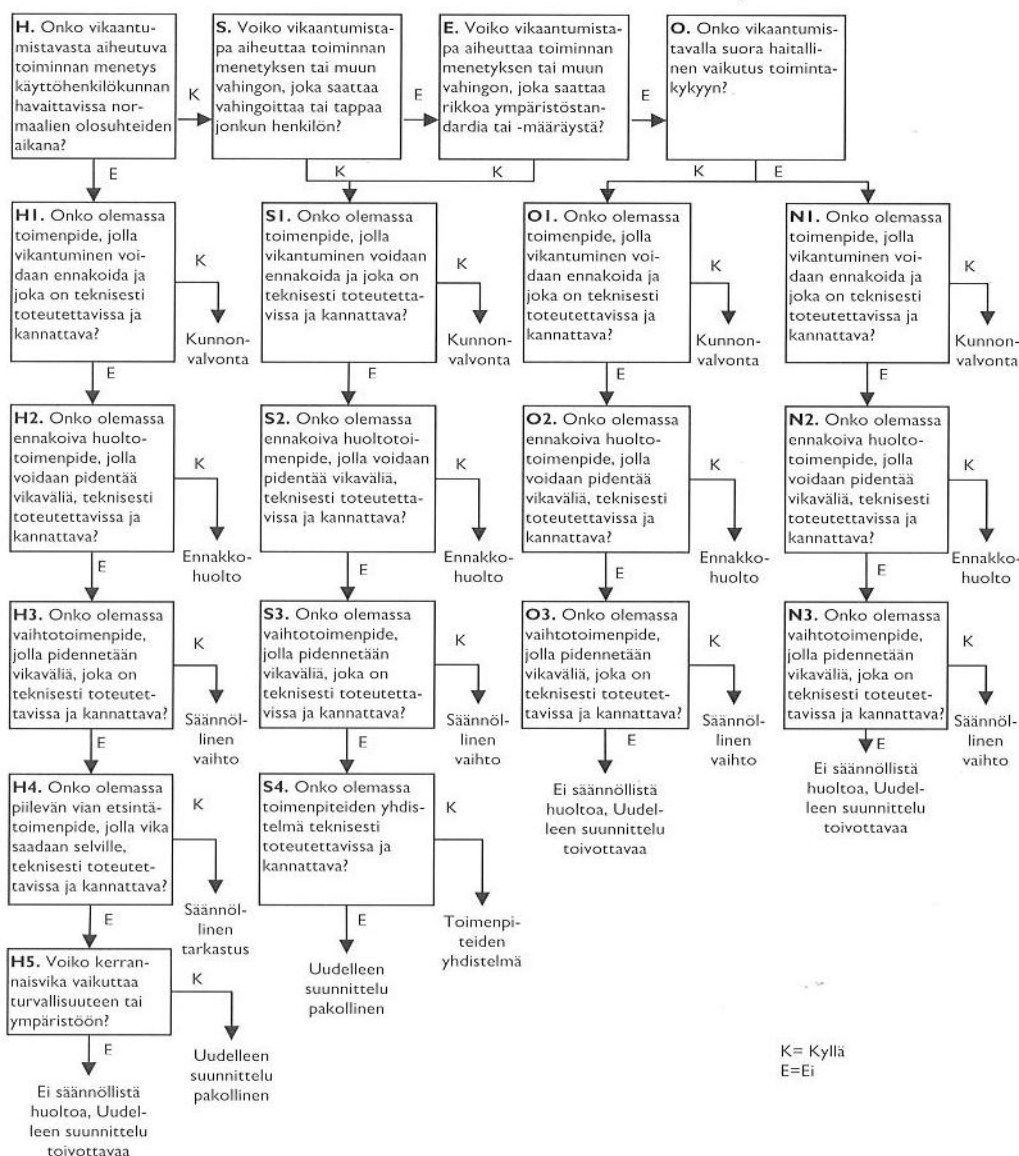 H. Onko vikaantu-
mistavasta aiheutuva
toiminnan menetys
käyttöhenkilökunnan
havaittavissa nor-
maalien olosuhteiden
aikana?
K
S. Voiko vikaantumista-
pa aiheuttaa toiminnan
menetyksen tai muun
vahingon, joka saattaa
vahingoittaa tai tappaa
jonkun henkilön?
E
E. Voiko vikaantumista-
pa aiheuttaa toiminnan
menetyksen tai muun
vahingon, joka saattaa
rikkoa ympäristöstan-
dardia tai -määräystä?
E
O. Onko vikaantumis-
tavalla suora haitalli-
nen vaikutus toiminta-
kykyyn?
E
K
K
K
E
H1. Onko olemassa
toimenpide, jolla
vikantuminen voi-
daan ennakoida ja
joka on teknisesti
toteutettavissa ja
kannattava?
K
Kunnon-
valvonta
E
H2. Onko olemassa
ennakoiva huolto-
toimenpide, jolla
voidaan pidentää
vikaväliä, teknisesti
toteutettavissa ja
kannattava?
K
Ennakko-
huolto
E
H3. Onko olemassa
vaihtotoimenpide,
jolla pidennetään
vikaväliä, joka on
teknisesti toteutet-
tavissa ja kannattava?
K
Säännöl-
linen
vaihto
E
H4. Onko olemassa
piilevän vian etsintä-
toimenpide, jolla vika
saadaan selville,
teknisesti toteutet-
tavissa ja kannattava?
K
Säännöl-
linen
tarkastus
E
H5. Voiko kerran-
naisvika vaikuttaa
turvallisuuteen tai
ympäristöön?
K
Uudelleen
suunnittelu
pakollinen
E
Ei säännöllistä
huoltoa, Uudel-
leen suunnittelu
toivottavaa
S1. Onko olemassa
toimenpide, jolla
vikantuminen voi-
daan ennakoida ja
joka on teknisesti
toteutettavissa ja
kannattava?
K
Kunnon-
valvonta
E
S2. Onko olemassa
ennakoiva huoltotoi-
menpide, jolla voidaan
pidentää vikaväliä,
teknisesti toteutetta-
vissa ja kannattava?
K
Ennakko-
huolto
E
S3. Onko olemassa
vaihtotoimenpide,
jolla pidennetään
vikaväliä, joka on
teknisesti toteutetta-
vissa ja kannattava?
K
Säännöl-
linen
vaihto
E
S4. Onko olemassa
toimenpiteiden yhdis-
telmä teknisesti
toteutettavissa ja
kannattava?
K
Toimenpi-
teiden
yhdistelmä
E
Uudelleen
suunnittelu
pakollinen
O1. Onko olemassa
toimenpide, jolla
vikantuminen voi-
daan ennakoida ja
joka on teknisesti
toteutettavissa ja
kannattava?
K
Kunnon-
valvonta
E
O2. Onko olemassa
ennakoiva huolto-
toimenpide, jolla
voidaan pidentää
vikaväliä, teknisesti
toteutettavissa ja
kannattava?
K
Ennakko-
huolto
E
O3. Onko olemassa
vaihtotoimenpide,
jolla pidennetään
vikaväliä, joka on
teknisesti toteutet-
tavissa ja kannattava?
K
Säännöl-
linen
vaihto
E
Ei säännöllistä
huoltoa, Uudel-
leen suunnittelu
toivottavaa
N1. Onko olemassa
toimenpide, jolla
vikantuminen voi-
daan ennakoida ja
joka on teknisesti
toteutettavissa ja
kannattava?
K
Kunnon-
valvonta
E
N2. Onko olemassa
ennakoiva huolto-
toimenpide, jolla
voidaan pidentää
vikaväliä, teknisesti
toteutettavissa ja
kannattava?
K
Ennakko-
huolto
E
N3. Onko olemassa
vaihtotoimenpide,
jolla pidennetään
vikaväliä, joka on
teknisesti toteutet-
tavissa ja kannattava?
K
Säännöl-
linen
vaihto
E
Ei säännöllistä
huoltoa, Uudel-
leen suunnittelu
toivottavaa
K= Kyllä
E=Ei